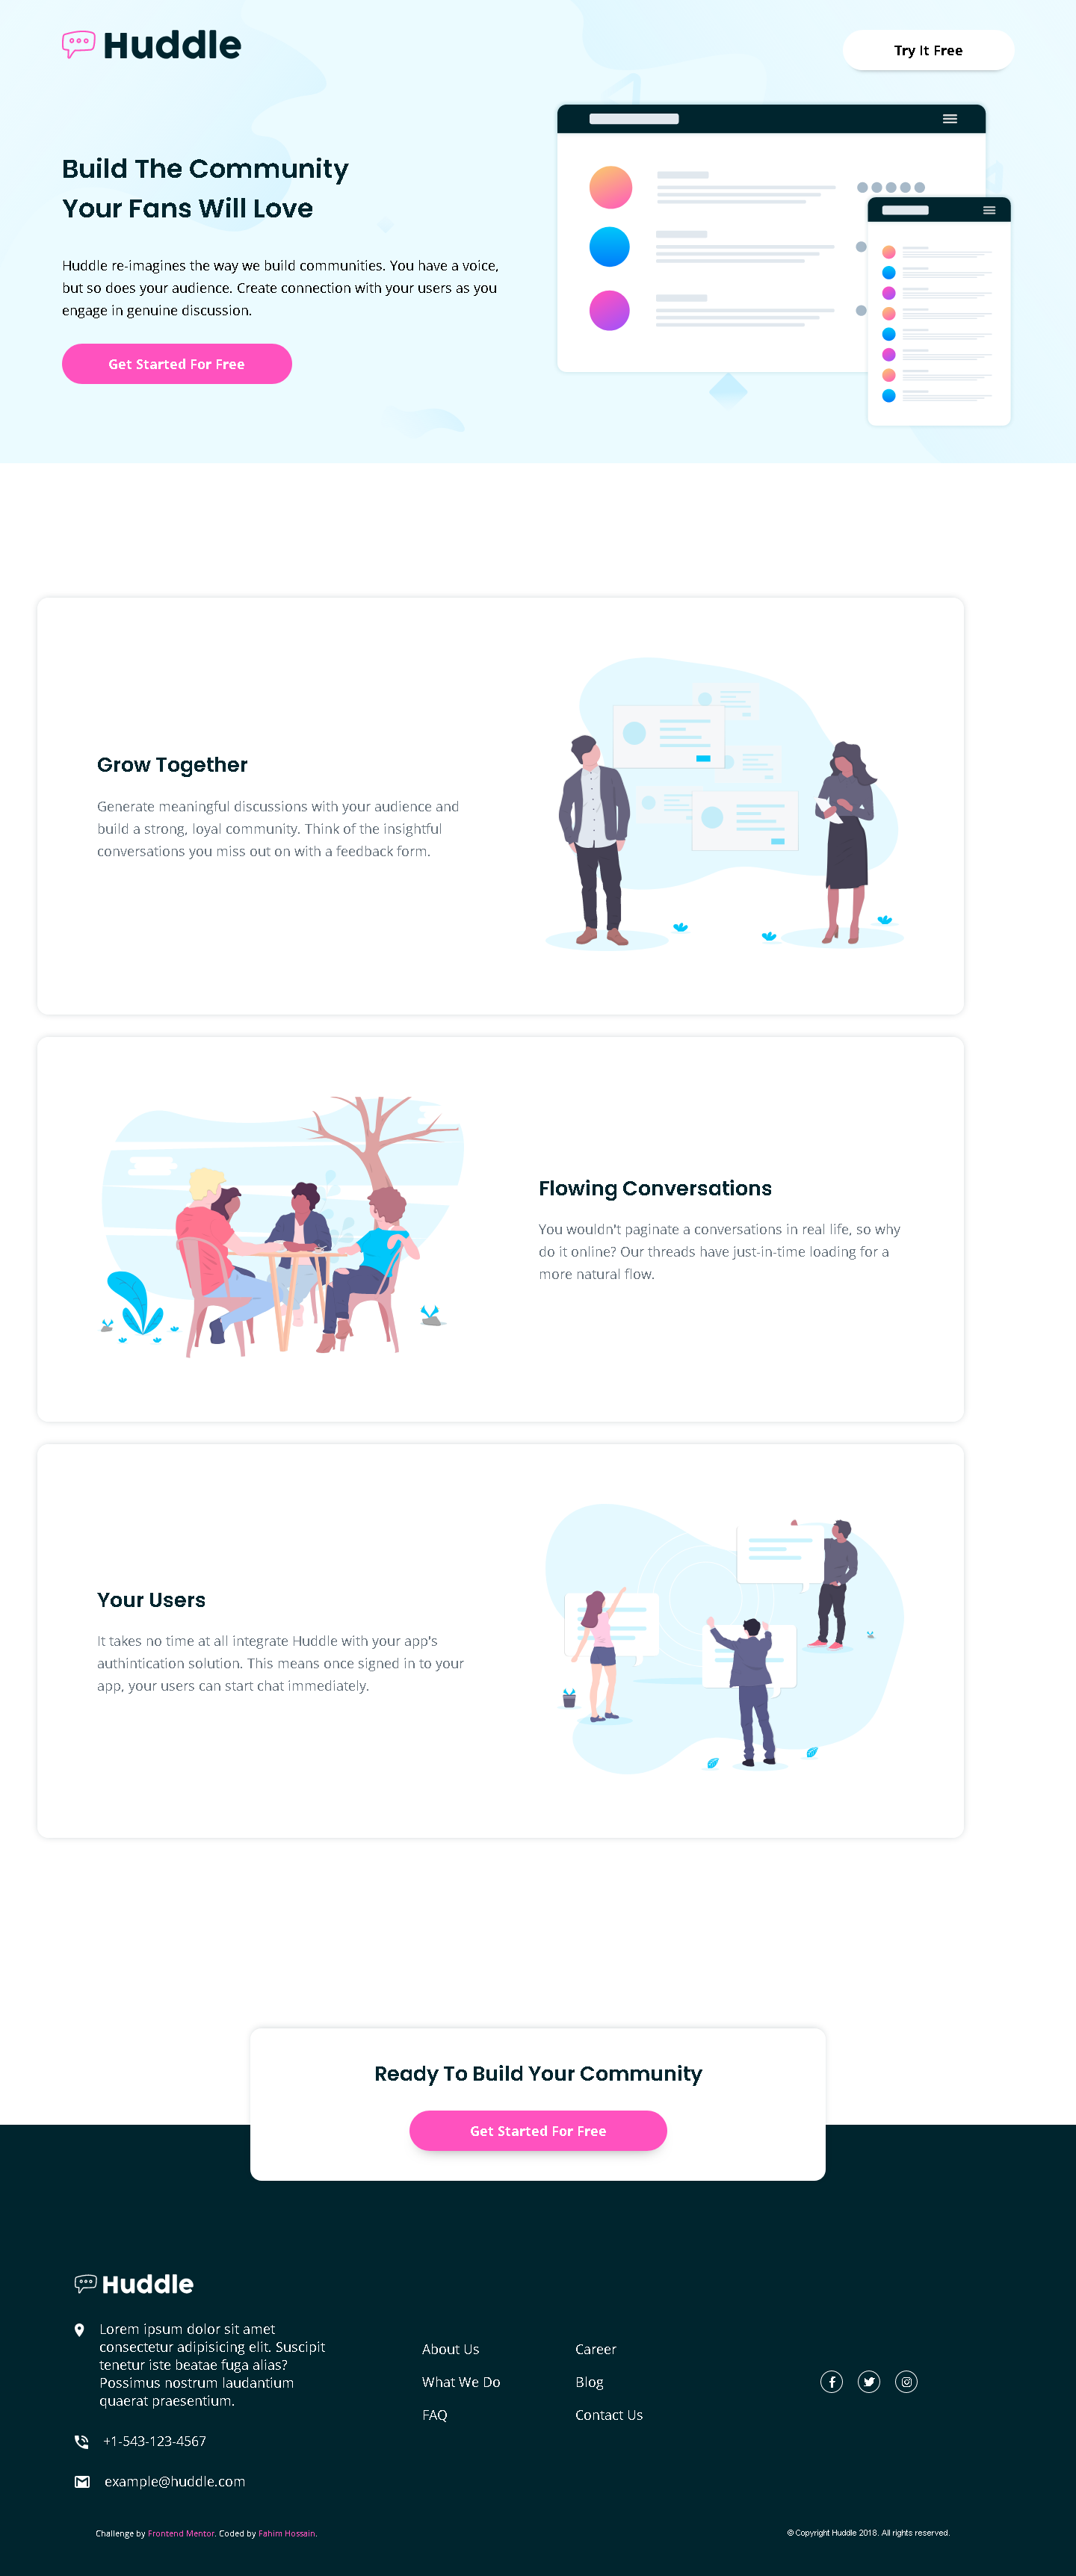 Huddle
Try It Free
Build The Community
Your Fans Will Love
Huddle re-imagines the way we build communities. You have a voice,
but so does your audience. Create connection with your users as you
engage in genuine discussion.
Get Started For Free
Grow Together
Generate meaningful discussions with your audience and
build a strong, loyal community. Think of the insightful
conversations you miss out on with a feedback form.
Flowing Conversations
You wouldn't paginate a conversations in real life, so why
do it online? Our threads have just-in-time loading for a
more natural flow.
Your Users
It takes no time at all integrate Huddle with your app's
authintication solution. This means once signed in to your
app, your users can start chat immediately.
Ready To Build Your Community
Get Started For Free
Huddle
Lorem ipsum dolor sit amet
consectetur adipisicing elit. Suscipit
tenetur iste beatae fuga alias?
Possimus nostrum laudantium
quaerat praesentium.
+1-543-123-4567
example@huddle.com
About Us
What We Do
FAQ
Career
Blog
Contact Us
Challenge by Frontend Mentor. Coded by Fahim Hossain.
© Copyright Huddle 2018. All rights reserved.